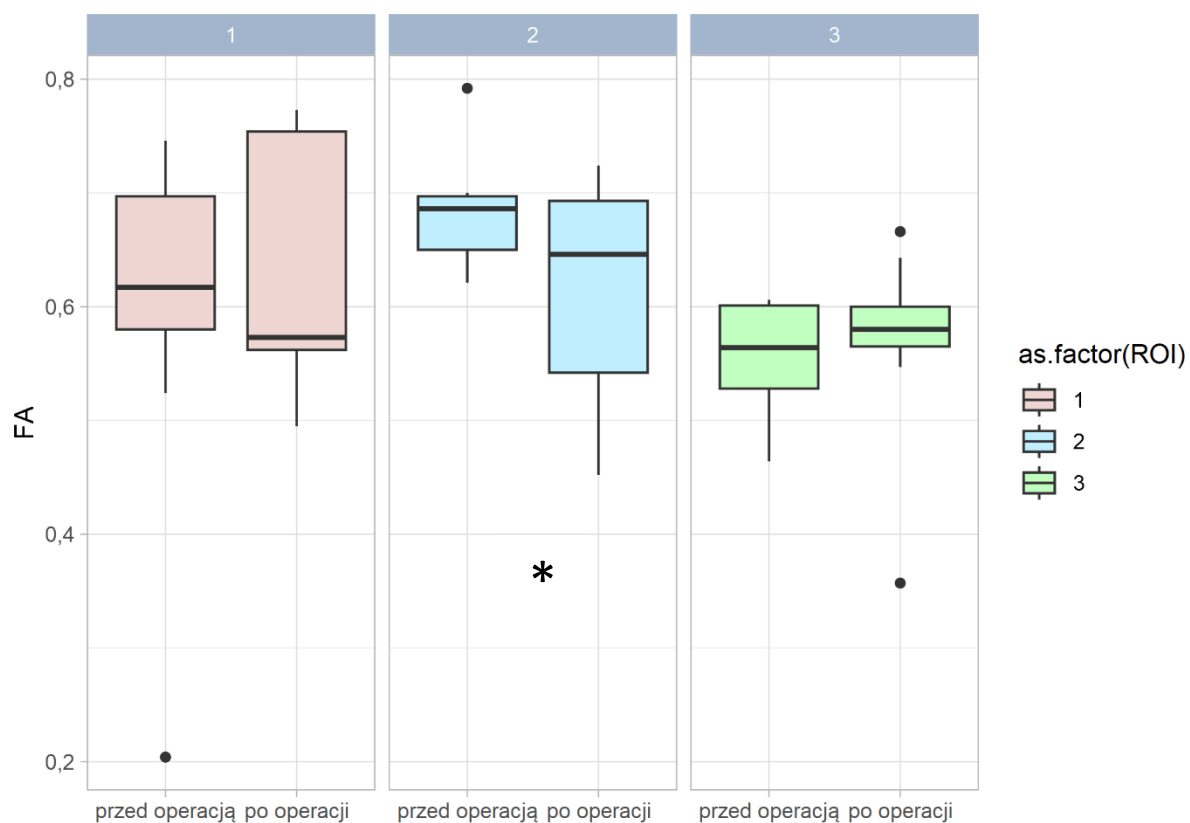 1 2 3
0,8
0,6
0,4
0,2
FA
*
przed operacją po operacji przed operacją po operacji przed operacją po operacji
as.factor(ROI)
1
2
3